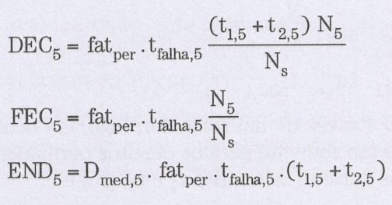 DEC₅ = fat_per . t_falha,5 (t₁,₅ + t₂,₅) N₅ / N_s
FEC₅ = fat_per . t_falha,5 N₅ / N_s
END₅ = D_med,5 . fat_per . t_falha,5 . (t₁,₅ + t₂,₅)